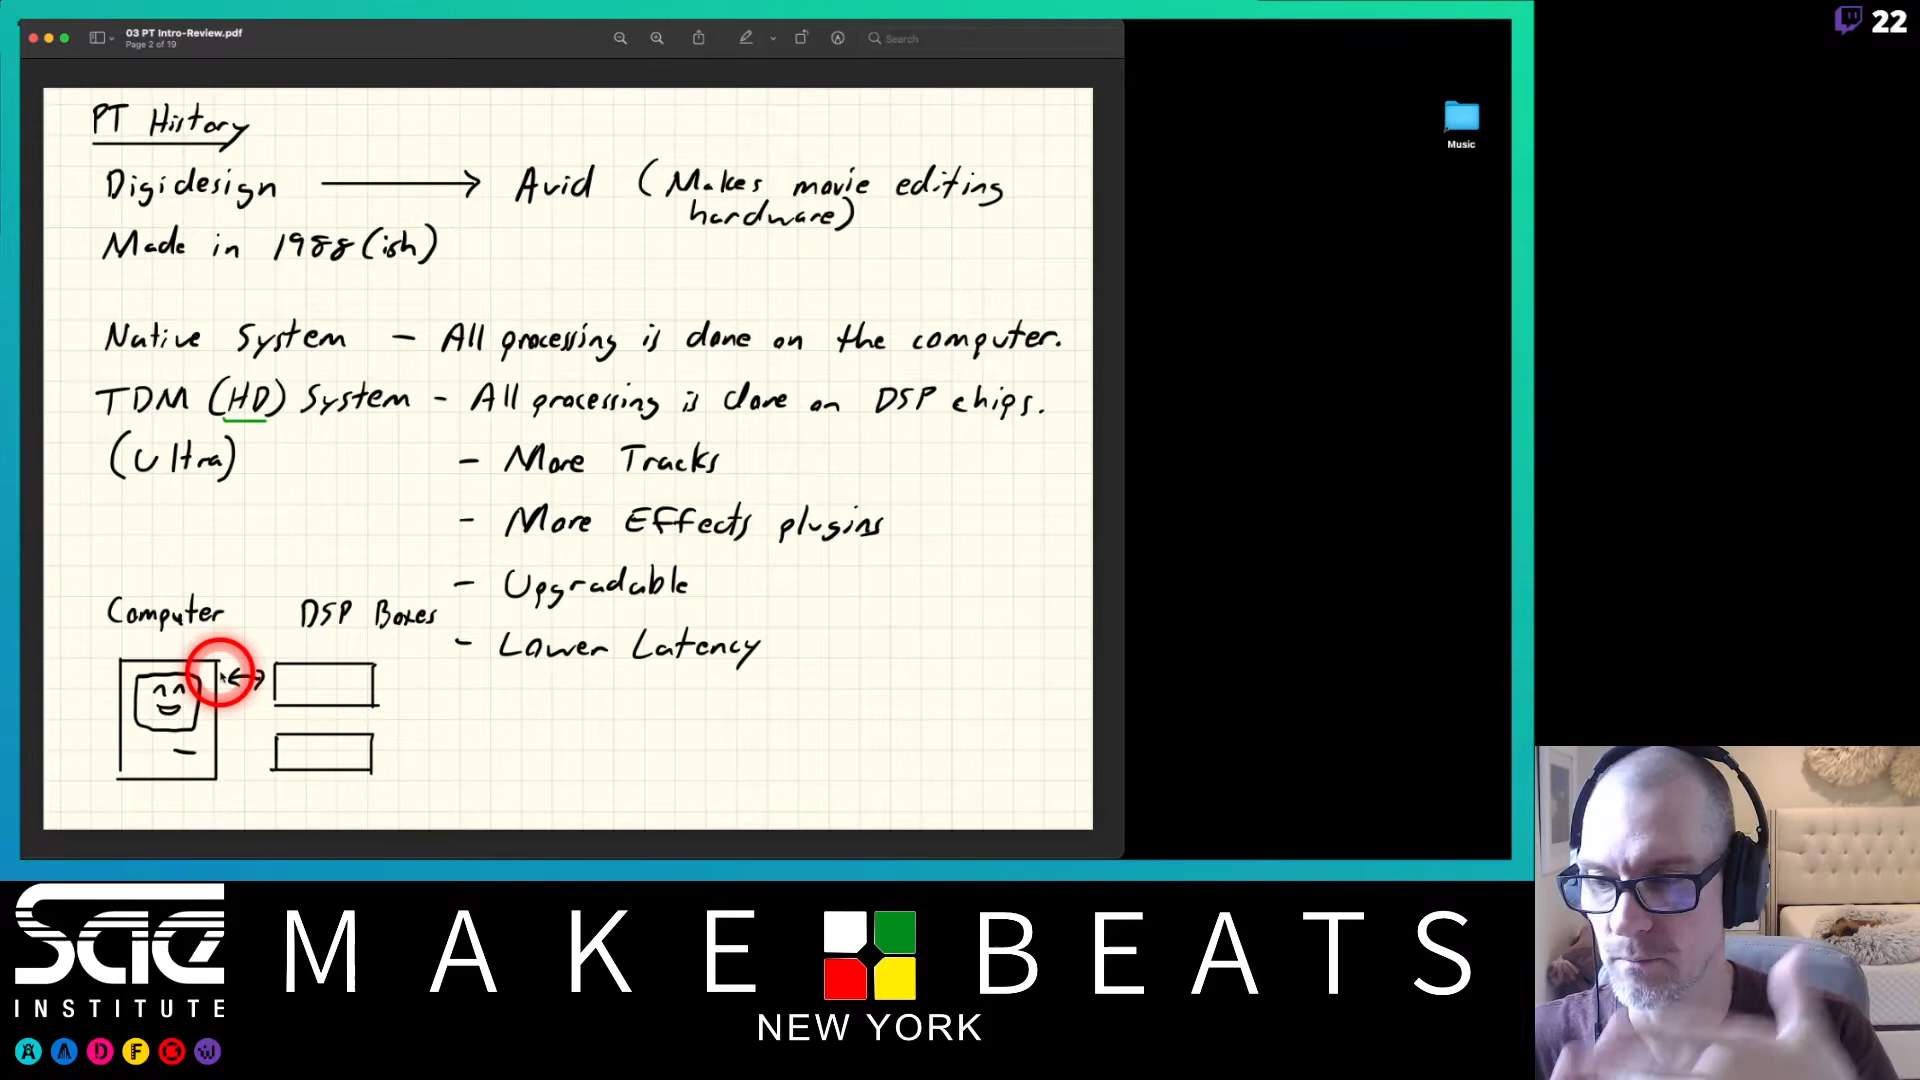 03 PT Intro-Review.pdf
Page 2 of 19
Search
22
Music
PT History
Digidesign → Avid (Makes movie editing
hardware)
Made in 1988(ish)
Native System - All processing is done on the computer.
TDM (HD) System - All processing is done on DSP chips.
(Ultra)
- More Tracks
- More Effects plugins
- Upgradable
- Lower Latency
Computer
DSP Boxes
sae
INSTITUTE
A A D F G W
MAKE BEATS
NEW YORK